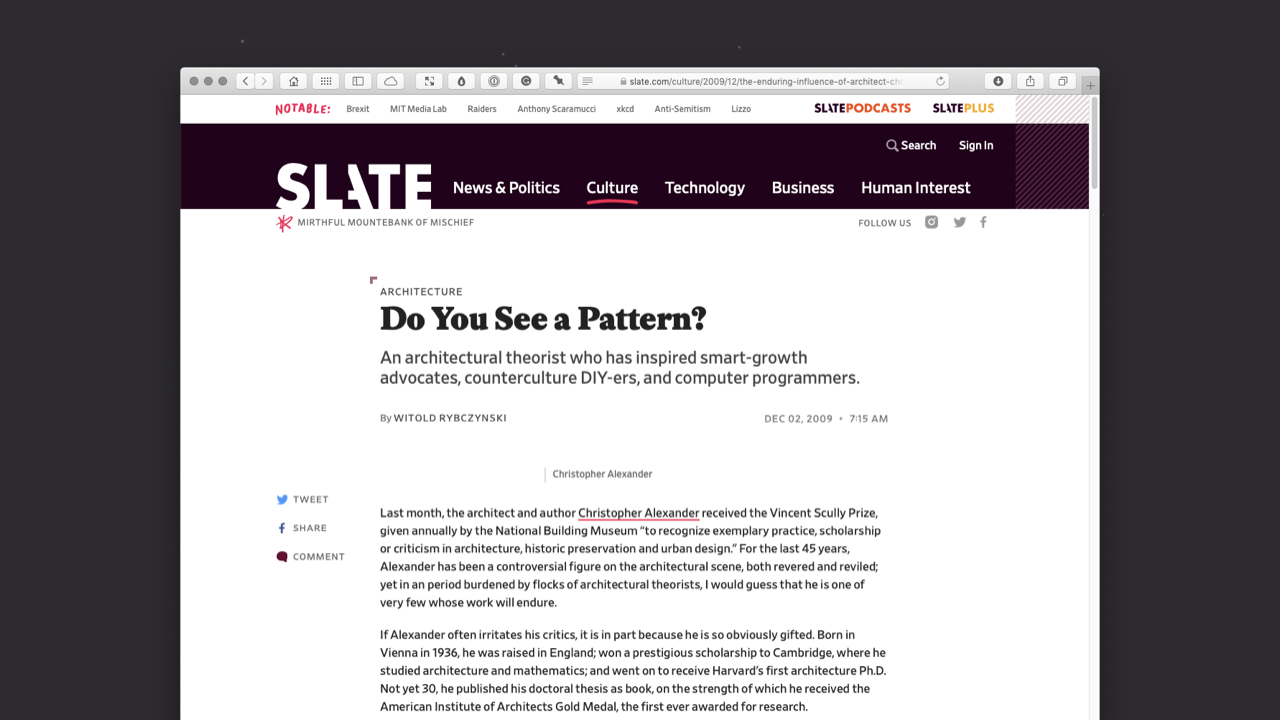 slate.com/culture/2009/12/the-enduring-influence-of-architect-ch
NOTABLE: Brexit MIT Media Lab Raiders Anthony Scaramucci xkcd Anti-Semitism Lizzo SLATEPODCASTS SLATEPLUS
Search Sign In
SLATE News & Politics Culture Technology Business Human Interest
MIRTHFUL MOUNTEBANK OF MISCHIEF FOLLOW US
ARCHITECTURE
Do You See a Pattern?
An architectural theorist who has inspired smart-growth
advocates, counterculture DIY-ers, and computer programmers.
By WITOLD RYBCZYNSKI DEC 02, 2009 • 7:15 AM
Christopher Alexander
TWEET
SHARE
COMMENT
Last month, the architect and author Christopher Alexander received the Vincent Scully Prize,
given annually by the National Building Museum “to recognize exemplary practice, scholarship
or criticism in architecture, historic preservation and urban design.” For the last 45 years,
Alexander has been a controversial figure on the architectural scene, both revered and reviled;
yet in an period burdened by flocks of architectural theorists, I would guess that he is one of
very few whose work will endure.
If Alexander often irritates his critics, it is in part because he is so obviously gifted. Born in
Vienna in 1936, he was raised in England; won a prestigious scholarship to Cambridge, where he
studied architecture and mathematics; and went on to receive Harvard’s first architecture Ph.D.
Not yet 30, he published his doctoral thesis as book, on the strength of which he received the
American Institute of Architects Gold Medal, the first ever awarded for research.